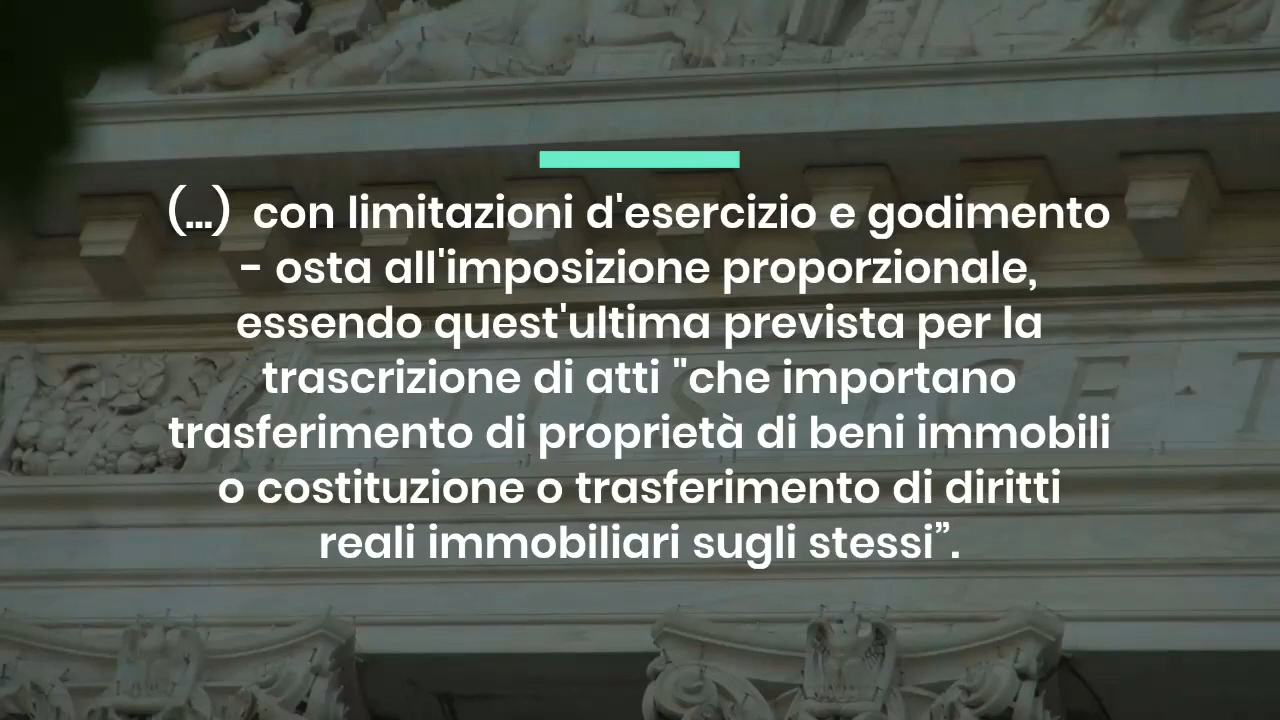 (...) con limitazioni d'esercizio e godimento
- osta all'imposizione proporzionale,
essendo quest'ultima prevista per la
trascrizione di atti "che importano
trasferimento di proprietà di beni immobili
o costituzione o trasferimento di diritti
reali immobiliari sugli stessi”.